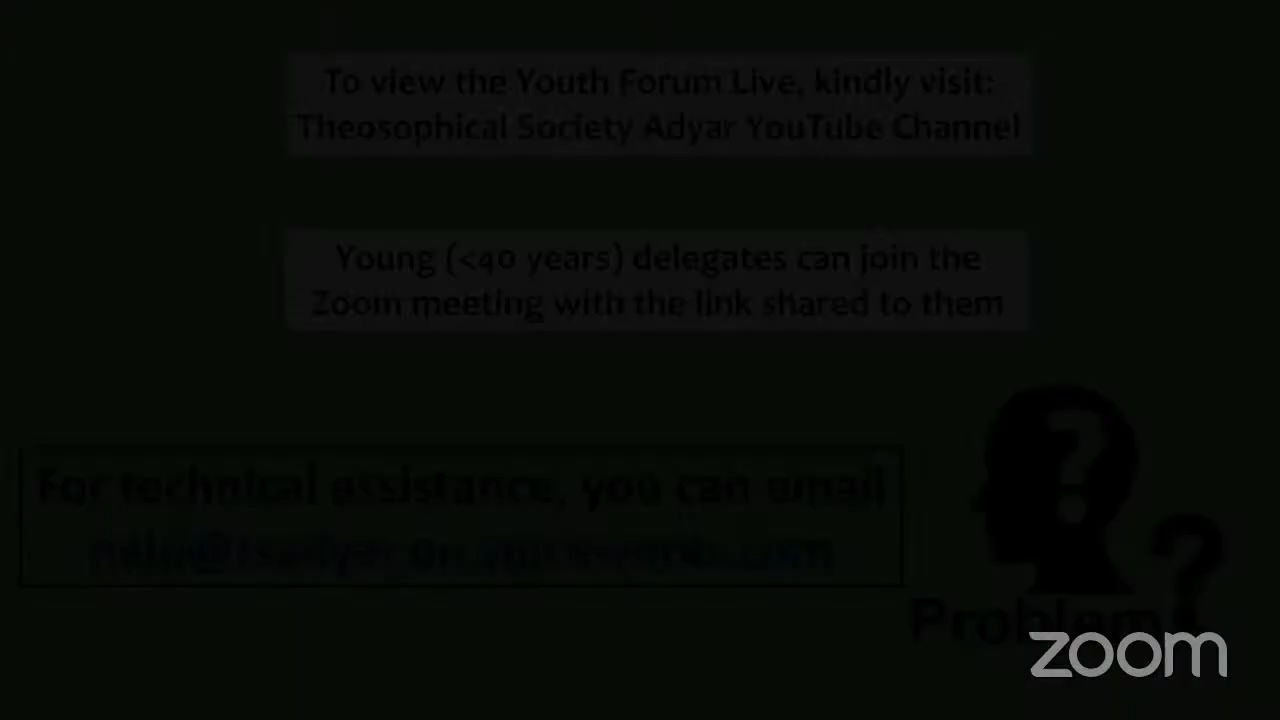 To view the Youth Forum Live, kindly visit:
Theosophical Society Adyar YouTube Channel
Young (<40 years) delegates can join the
Zoom meeting with the link shared to them
For technical assistance, you can email
Problem
zoom